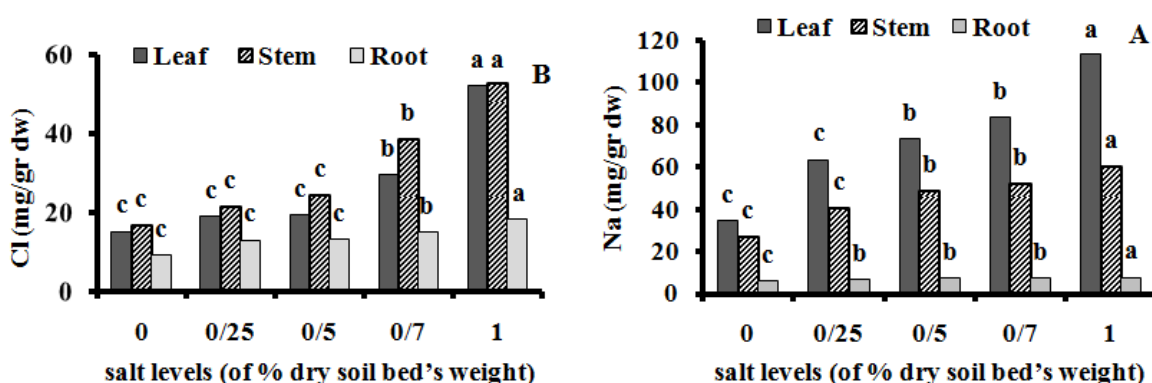 60
Leaf Stem Root
a a
B
40
20
0
Cl (mg/gr dw)
c c c
c c c
c c c
b b b
a
0 0/25 0/5 0/7 1
salt levels (of % dry soil bed's weight)
120
Leaf Stem Root
a
A
100
80
60
40
20
0
Na (mg/gr dw)
c c c
c c b
b b b
b b b
a a
0 0/25 0/5 0/7 1
salt levels (of % dry soil bed's weight)